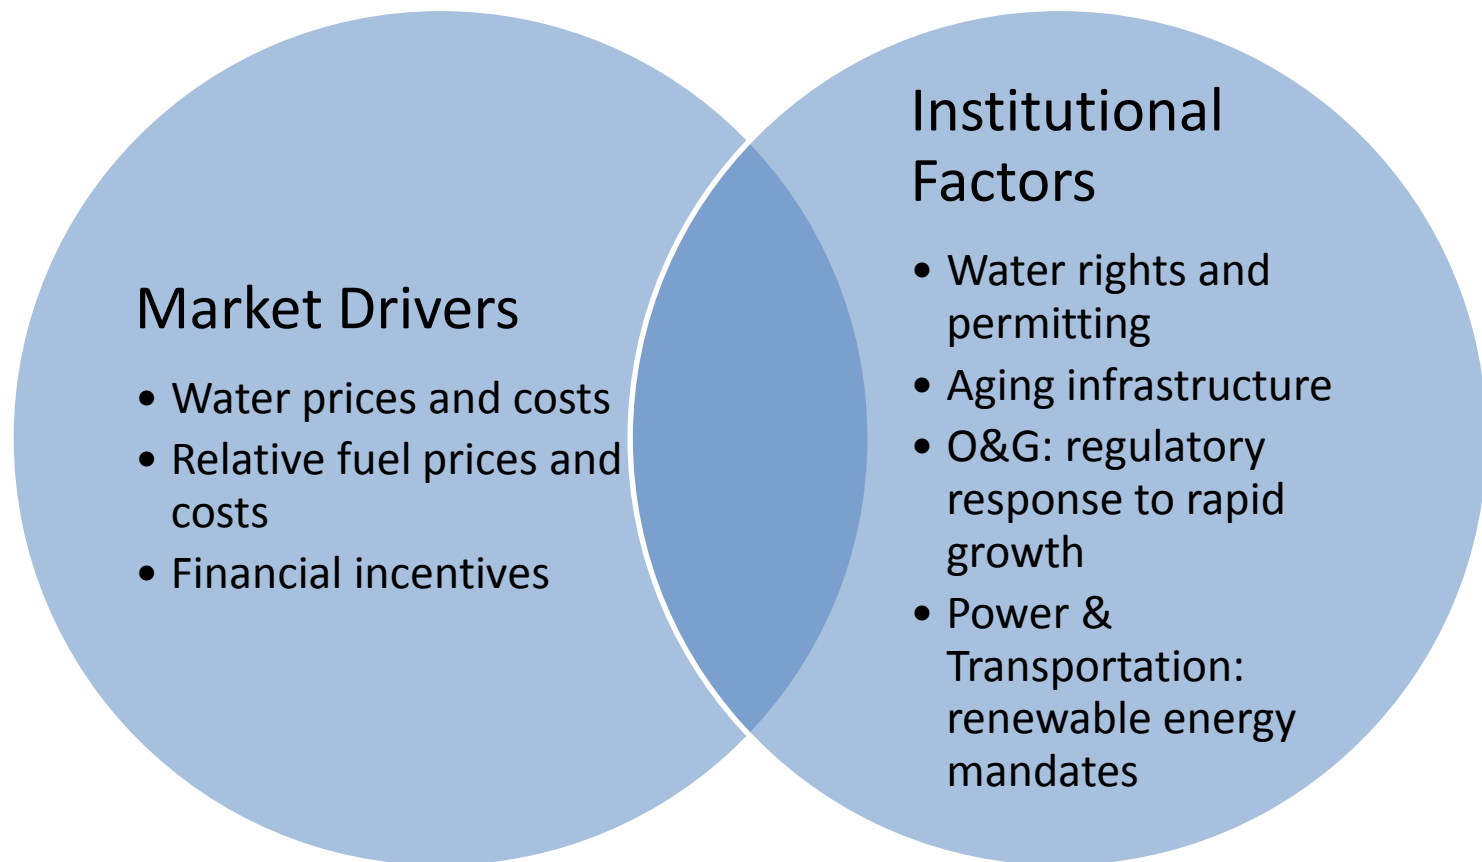 Market Drivers
• Water prices and costs
• Relative fuel prices and
costs
• Financial incentives
Institutional
Factors
• Water rights and
permitting
• Aging infrastructure
• O&G: regulatory
response to rapid
growth
• Power &
Transportation:
renewable energy
mandates